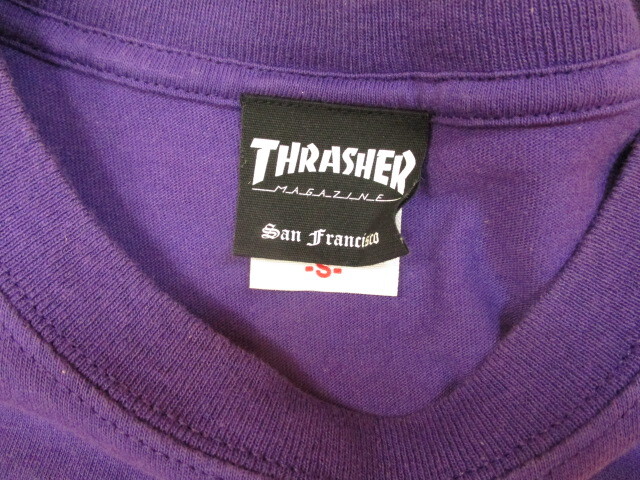 THRASHER
MAGAZINE
San Francisco
-S-